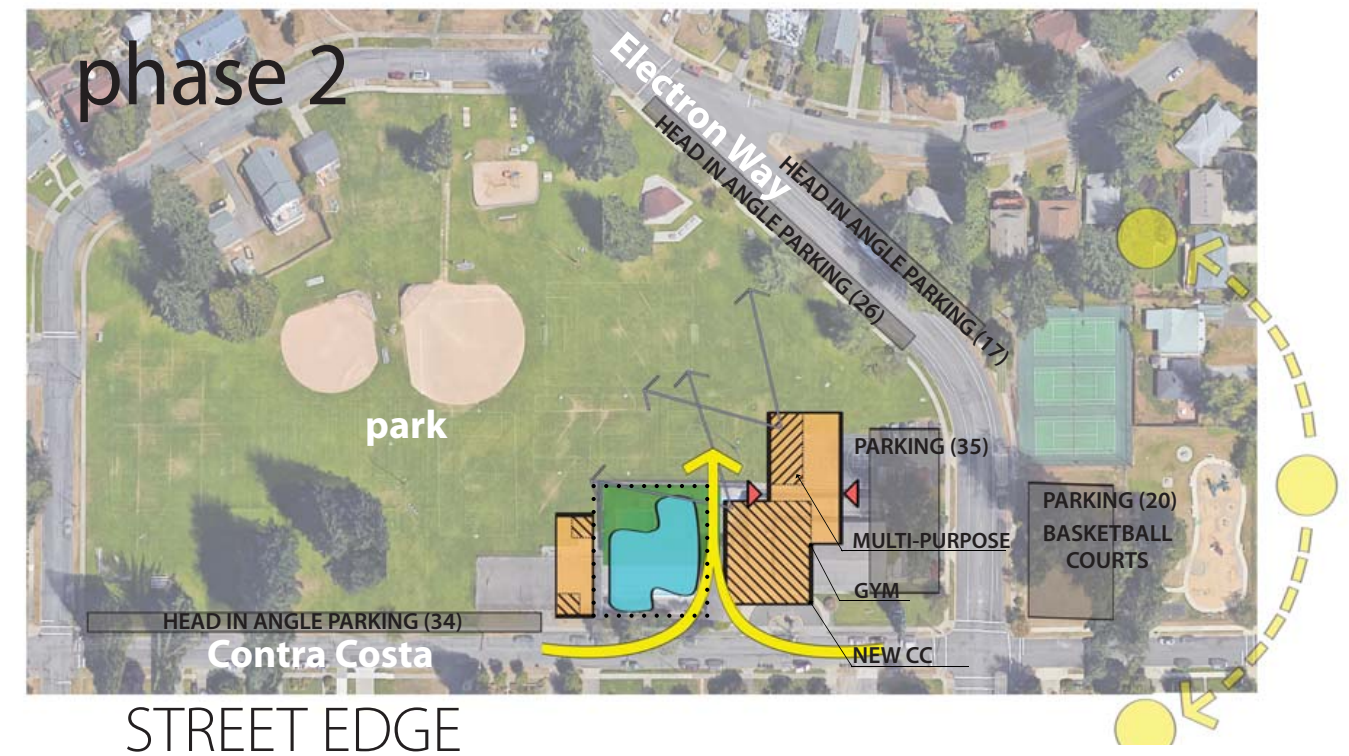 phase 2
Electron Way
HEAD IN ANGLE PARKING (17)
HEAD IN ANGLE PARKING (26)
park
PARKING (35)
PARKING (20)
BASKETBALL
COURTS
MULTI-PURPOSE
GYM
HEAD IN ANGLE PARKING (34)
Contra Costa
NEW CC
STREET EDGE